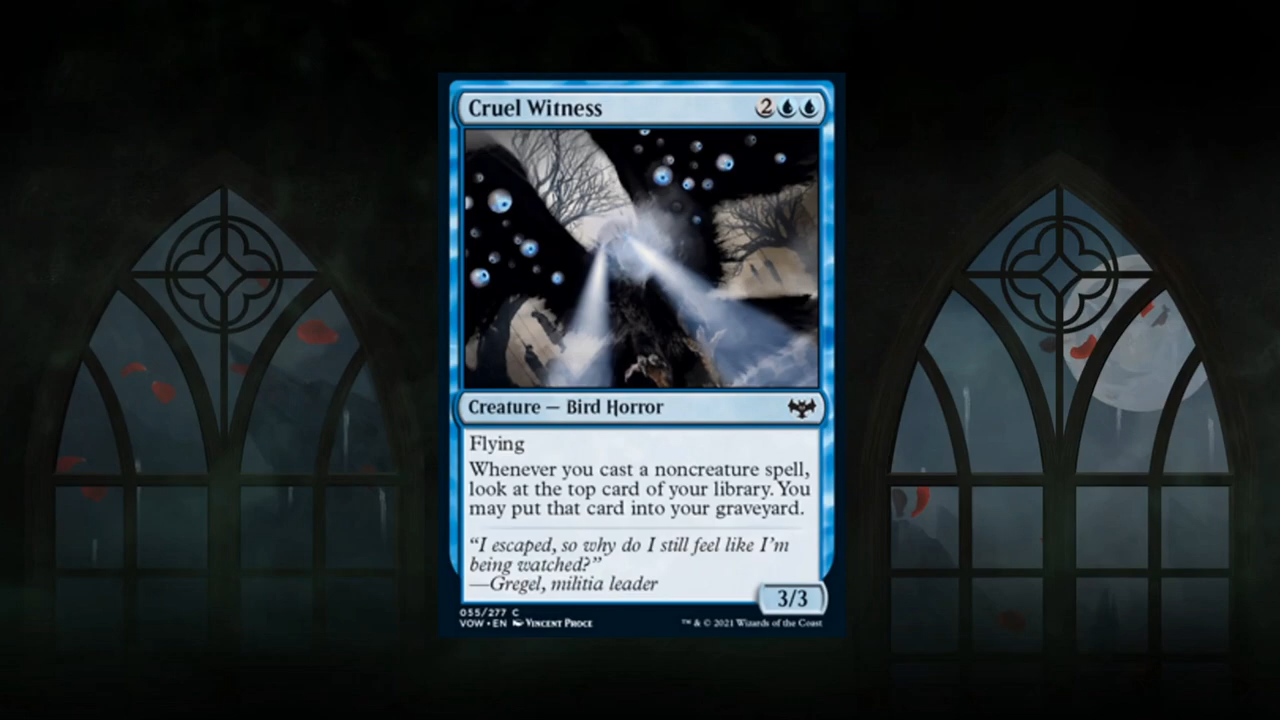 Cruel Witness 2
Creature — Bird Horror
Flying
Whenever you cast a noncreature spell,
look at the top card of your library. You
may put that card into your graveyard.
“I escaped, so why do I still feel like I’m
being watched?”
—Gregel, militia leader
3/3
055/277 C
VOW • EN Vincent Proce
™ & © 2021 Wizards of the Coast